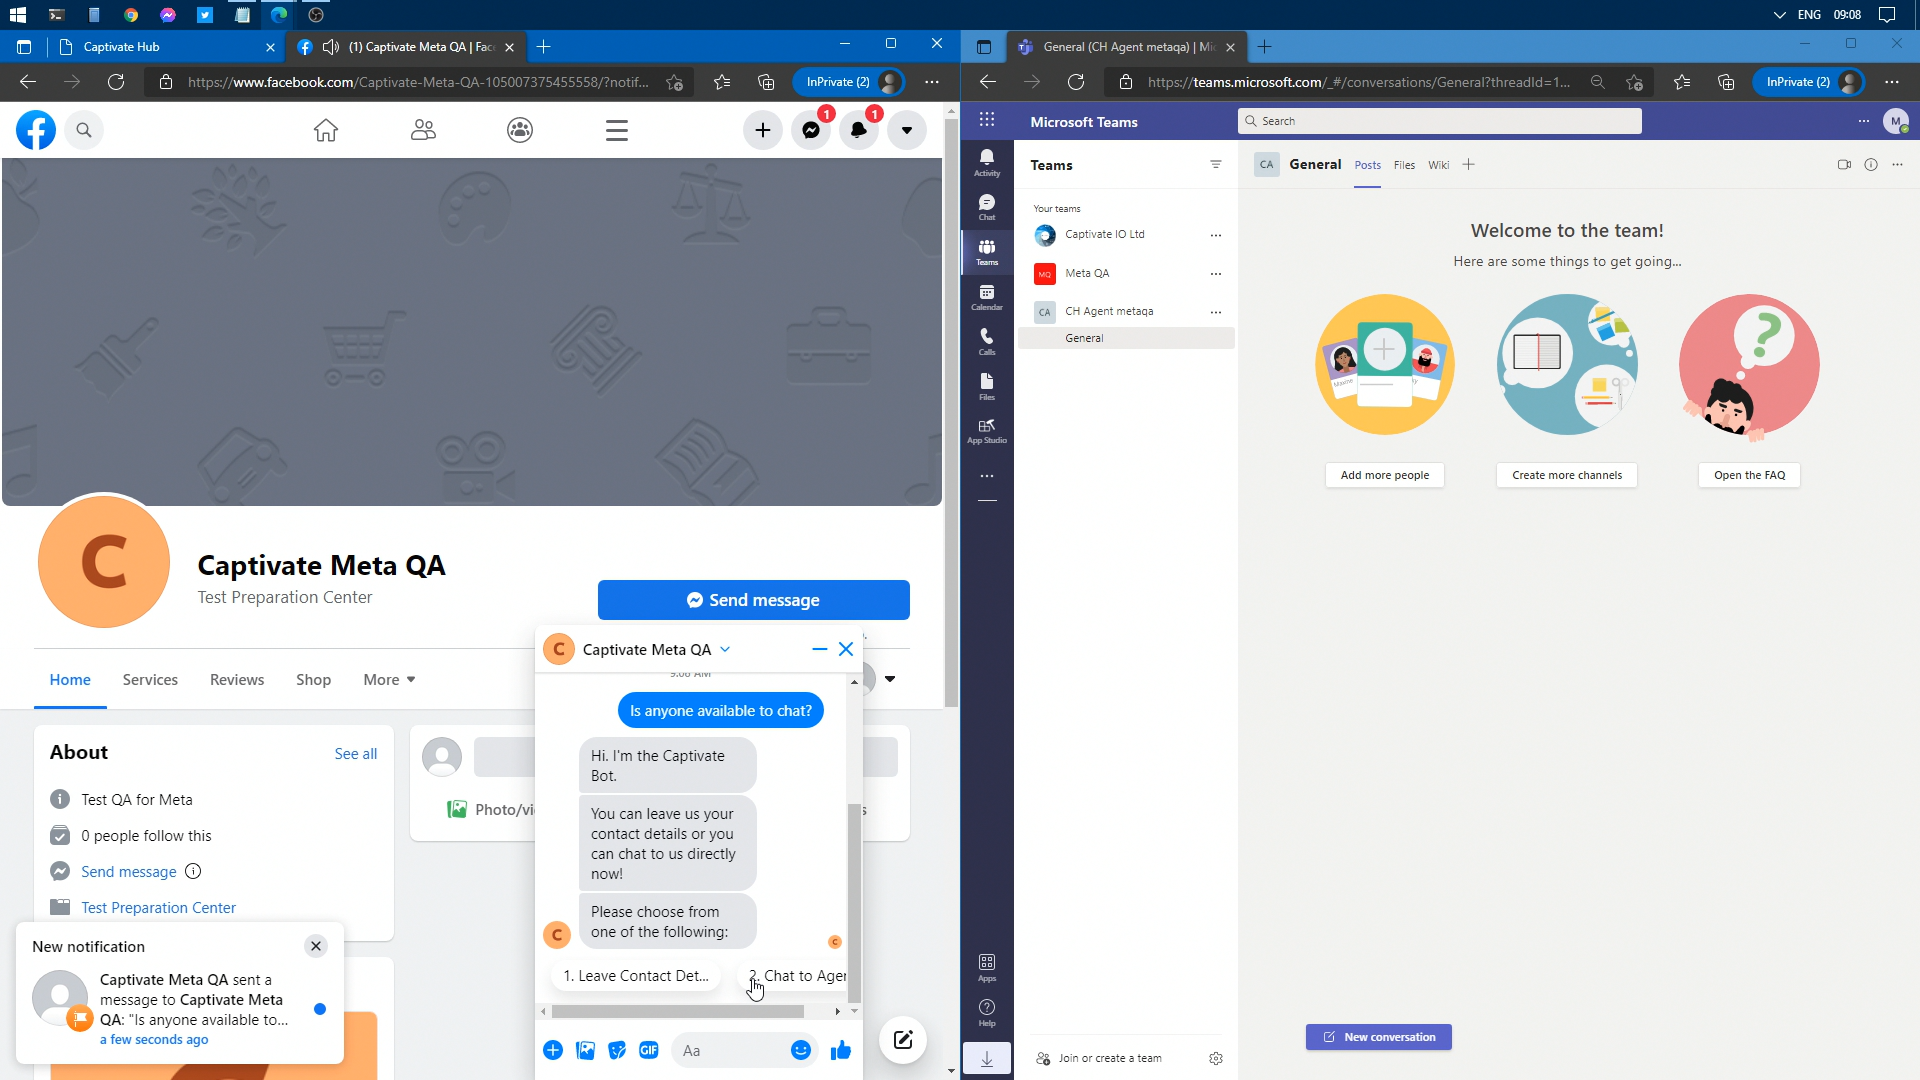 ENG 09:08
Captivate Hub
(1) Captivate Meta QA | Fac
General (CH Agent metaqa) | Mi
https://www.facebook.com/Captivate-Meta-QA-105007375455558/?notif...
InPrivate (2)
https://teams.microsoft.com/_#/conversations/General?threadId=1...
InPrivate (2)
1
1
Captivate Meta QA
Test Preparation Center
Send message
Home
Services
Reviews
Shop
More
About
See all
Test QA for Meta
0 people follow this
Send message
Test Preparation Center
Photo/vi
New notification
Captivate Meta QA sent a
message to Captivate Meta
QA: "Is anyone available to...
a few seconds ago
C
C
Captivate Meta QA
Is anyone available to chat?
Hi. I'm the Captivate
Bot.
You can leave us your
contact details or you
can chat to us directly
now!
Please choose from
one of the following:
C
C
1. Leave Contact Det...
2. Chat to Agen
GIF
Aa
Microsoft Teams
Search
M
Activity
Chat
Teams
Calendar
Calls
Files
App Studio
Apps
Help
Teams
Your teams
Captivate IO Ltd
MQ
Meta QA
CA
CH Agent metaqa
General
Join or create a team
CA
General
Posts
Files
Wiki
Welcome to the team!
Here are some things to get going...
Maxine
Add more people
Create more channels
Open the FAQ
New conversation